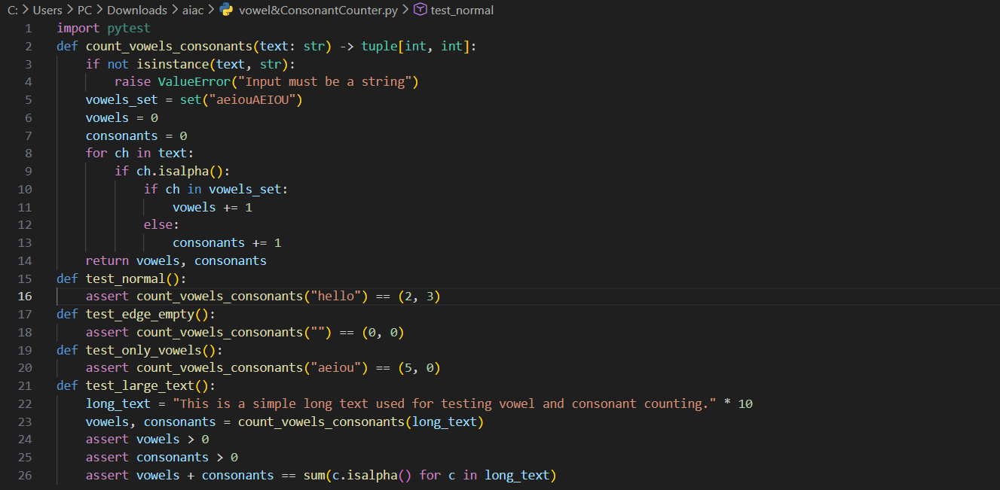 C: > Users > PC > Downloads > aiac > vowel&ConsonantCounter.py > test_normal
1 import pytest
2 def count_vowels_consonants(text: str) -> tuple[int, int]:
3     if not isinstance(text, str):
4         raise ValueError("Input must be a string")
5     vowels_set = set("aeiouAEIOU")
6     vowels = 0
7     consonants = 0
8     for ch in text:
9         if ch.isalpha():
10             if ch in vowels_set:
11                 vowels += 1
12             else:
13                 consonants += 1
14     return vowels, consonants
15 def test_normal():
16     assert count_vowels_consonants("hello") == (2, 3)
17 def test_edge_empty():
18     assert count_vowels_consonants("") == (0, 0)
19 def test_only_vowels():
20     assert count_vowels_consonants("aeiou") == (5, 0)
21 def test_large_text():
22     long_text = "This is a simple long text used for testing vowel and consonant counting." * 10
23     vowels, consonants = count_vowels_consonants(long_text)
24     assert vowels > 0
25     assert consonants > 0
26     assert vowels + consonants == sum(c.isalpha() for c in long_text)